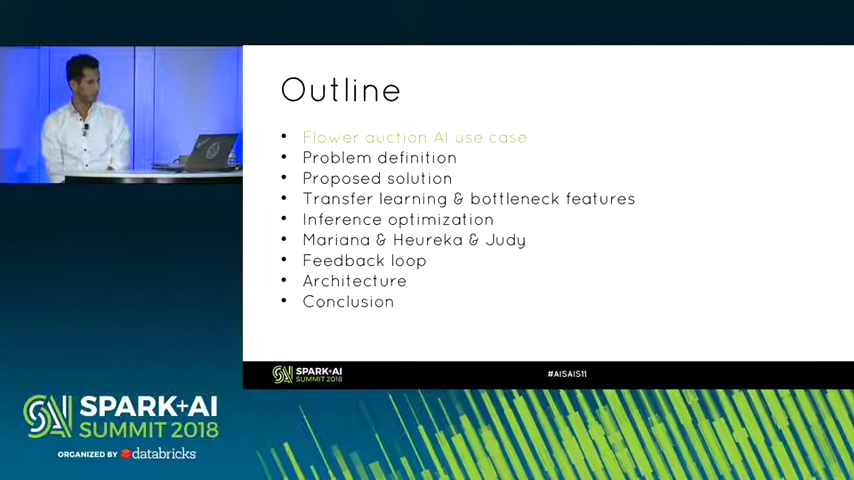 Outline
• Flower auction AI use case
• Problem definition
• Proposed solution
• Transfer learning & bottleneck features
• Inference optimization
• Mariana & Heureka & Judy
• Feedback loop
• Architecture
• Conclusion
SPARK+AI
SUMMIT 2018
#AISAIS11
SPARK+AI
SUMMIT 2018
ORGANIZED BY databricks